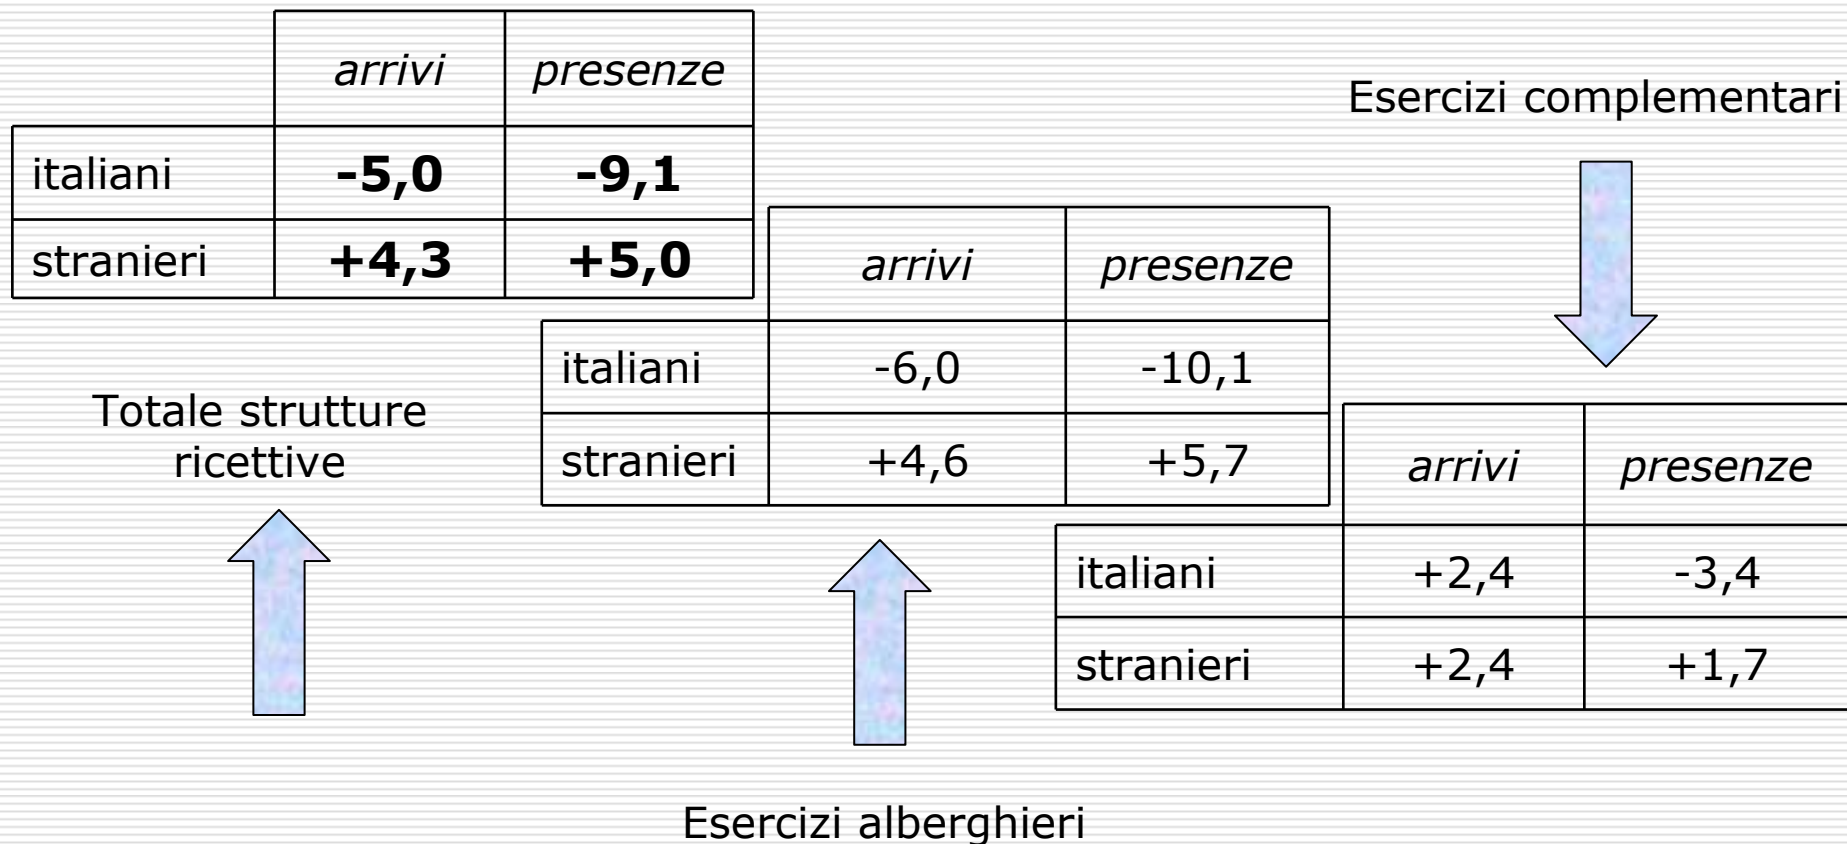 arrivi presenze
italiani -5,0 -9,1
stranieri +4,3 +5,0
Totale strutture
ricettive
arrivi presenze
italiani -6,0 -10,1
stranieri +4,6 +5,7
Esercizi alberghieri
Esercizi complementari
arrivi presenze
italiani +2,4 -3,4
stranieri +2,4 +1,7